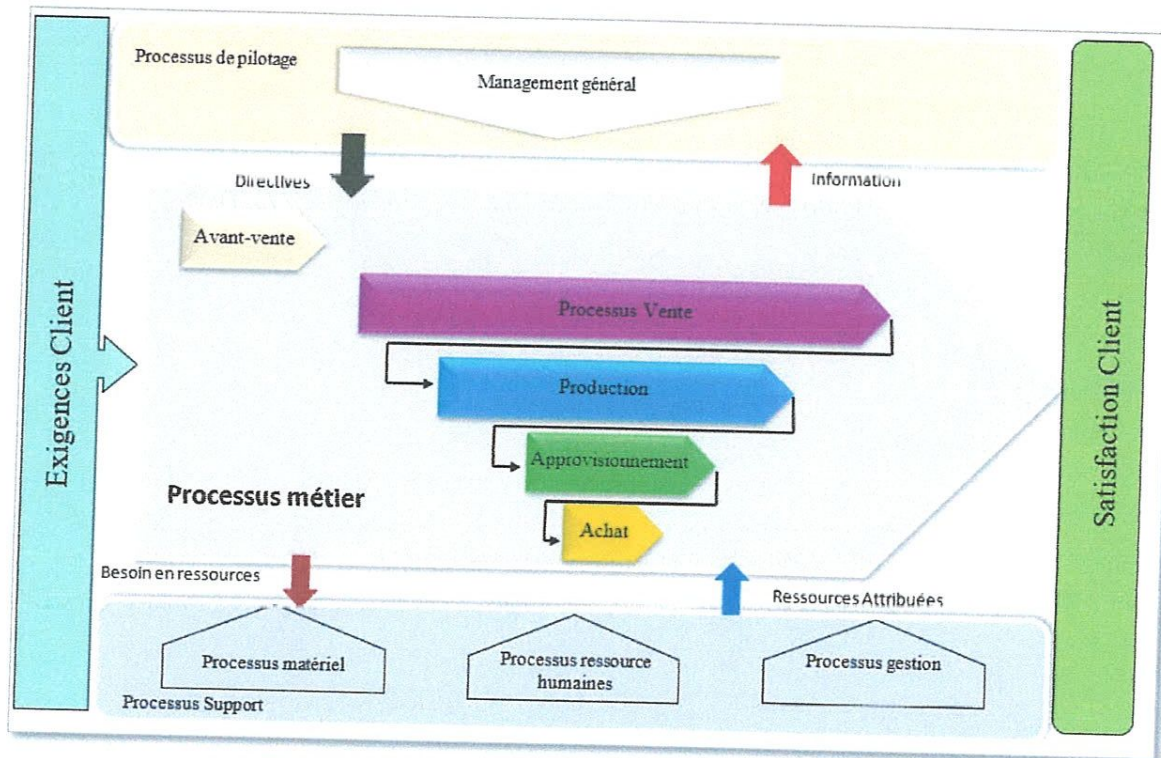 Processus de pilotage
Management général
Directives
Information
Avant-vente
Processus Vente
Production
Approvisionnement
Processus métier
Achat
Besoin en ressources
Ressources Attribuées
Processus matériel
Processus ressource
humaines
Processus gestion
Processus Support
Exigences Client
Satisfaction Client